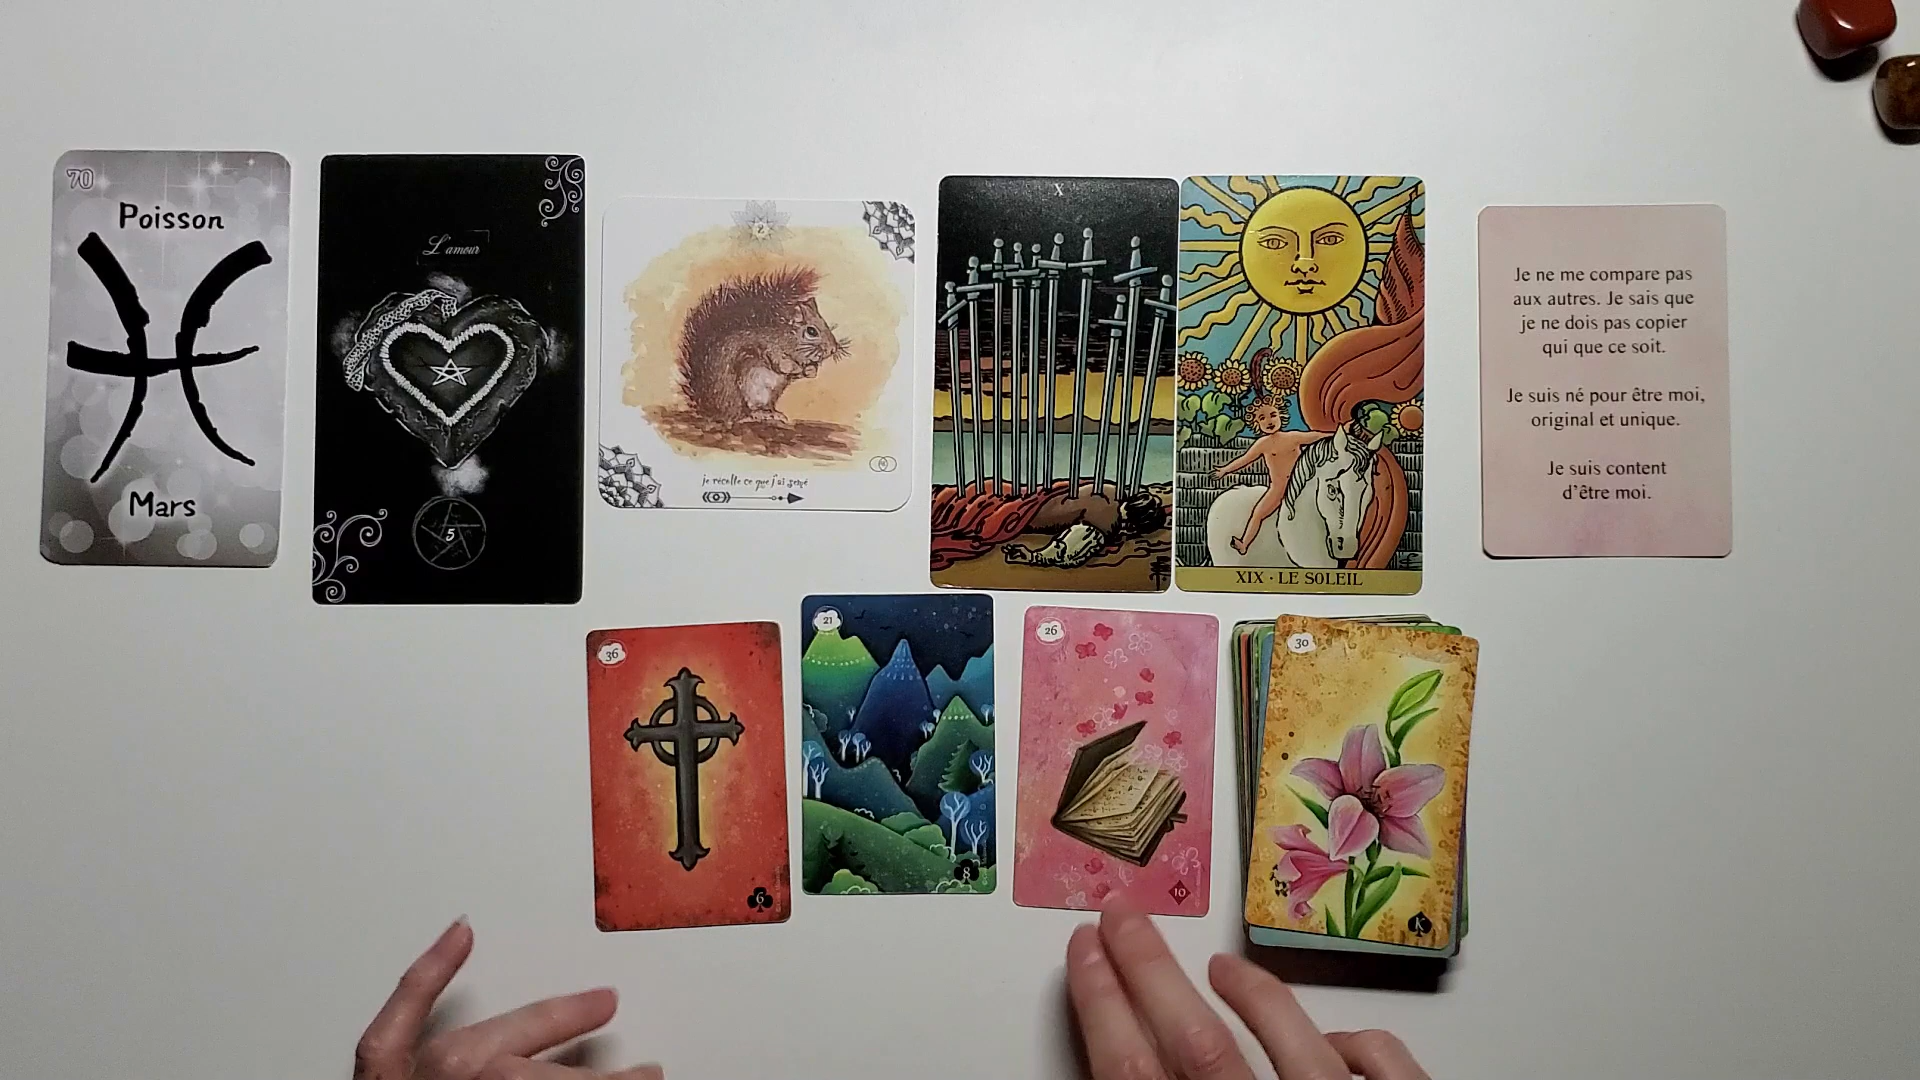 70
Poisson
Mars
L'amour
5
2
je récolte ce que j'ai semé
X
XIX · LE SOLEIL
Je ne me compare pas
aux autres. Je sais que
je ne dois pas copier
qui que ce soit.
Je suis né pour être moi,
original et unique.
Je suis content
d'être moi.
36
6
21
8
26
10
30
K